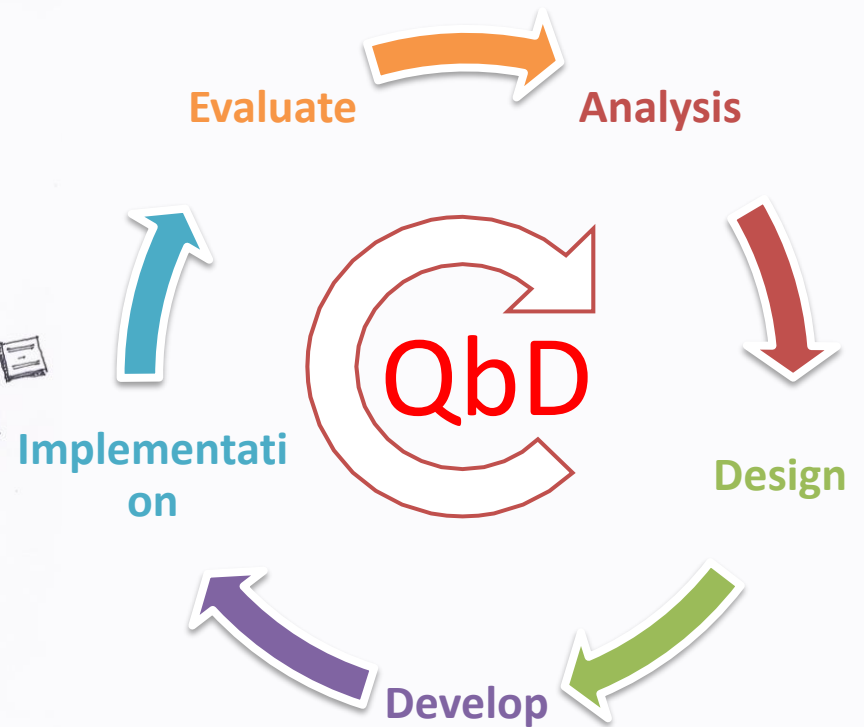 Evaluate
Analysis
QbD
Implementati
on
Design
Develop